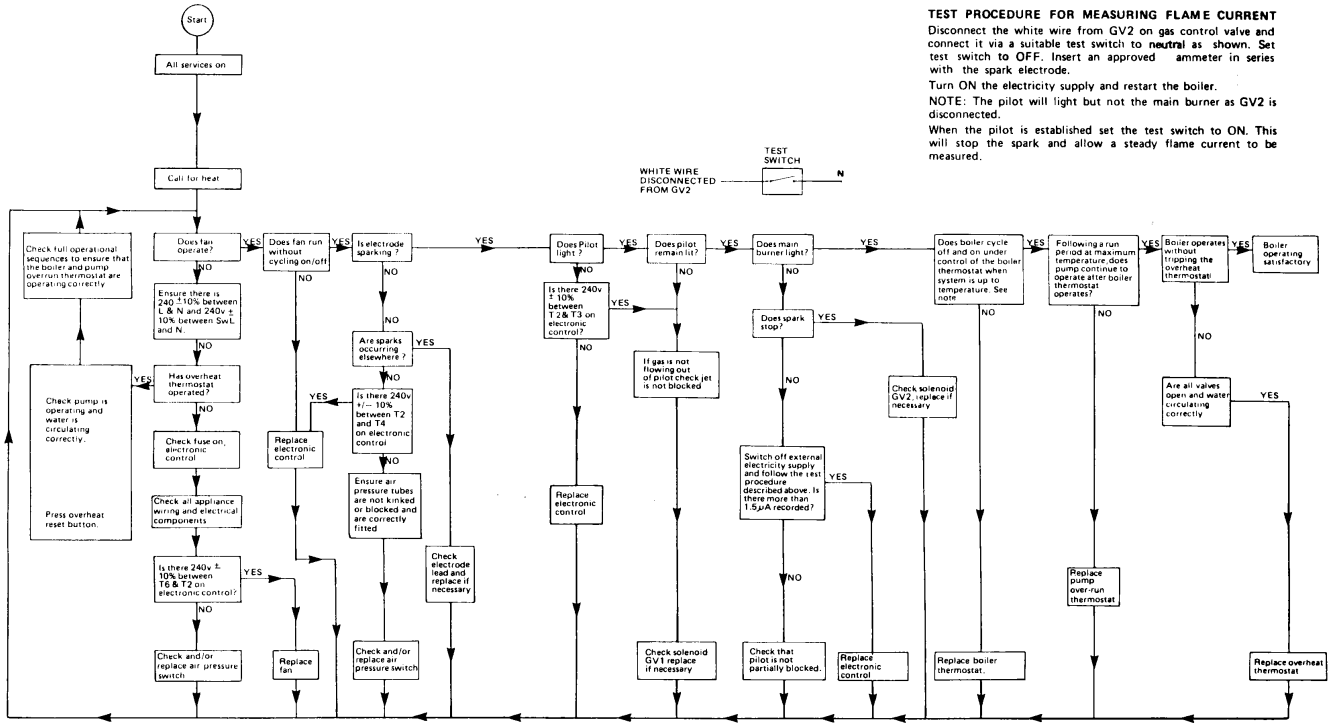 TEST PROCEDURE FOR MEASURING FLAME CURRENT
Disconnect the white wire from GV2 on gas control valve and
connect it via a suitable test switch to neutral as shown. Set
test switch to OFF. Insert an approved ammeter in series
with the spark electrode.
Turn ON the electricity supply and restart the boiler.
NOTE: The pilot will light but not the main burner as GV2 is
disconnected.
When the pilot is established set the test switch to ON. This
will stop the spark and allow a steady flame current to be
measured.
Start
All services on
Call for heat
WHITE WIRE
DISCONNECTED
FROM GV2
TEST
SWITCH
N
Check full operational
sequences to ensure that
the boiler and pump
overrun thermostat are
operating correctly
Does fan
operate?
YES
NO
Ensure there is
240 ±10% between
L & N and 240v ±
10% between SwL
and N.
NO
Has overheat
thermostat
operated?
YES
NO
Check pump is
operating and
water is
circulating
correctly.
Press overheat
reset button.
Check fuse on
electronic
control
Check all appliance
wiring and electrical
components
Is there 240v ±
10% between
T6 & T2 on
electronic control?
YES
NO
Check and/or
replace air pressure
switch
Replace
fan
Does fan run
without
cycling on/off
YES
NO
Replace
electronic
control
Is electrode
sparking ?
YES
NO
Are sparks
occurring
elsewhere ?
YES
NO
Is there 240v
+/− 10%
between T2
and T4
on electronic
control
YES
NO
Ensure air
pressure tubes
are not kinked
or blocked and
are correctly
fitted
Check and/or
replace air
pressure switch
Check
electrode
lead and
replace if
necessary
Does Pilot
light ?
YES
NO
Is there 240v
± 10%
between
T2 & T3 on
electronic
control?
YES
NO
Replace
electronic
control
Does pilot
remain lit?
YES
NO
If gas is not
flowing out
of pilot check jet
is not blocked
Check solenoid
GV1 replace
if necessary
Does main
burner light?
YES
NO
Does spark
stop?
YES
NO
Check solenoid
GV2, replace if
necessary
Switch off external
electricity supply
and follow the test
procedure
described above. Is
there more than
1.5µA recorded?
YES
NO
Check that
pilot is not
partially blocked.
Replace
electronic
control
Does boiler cycle
off and on under
control of the boiler
thermostat when
system is up to
temperature. See
note
YES
NO
Replace boiler
thermostat.
Following a run
period at maximum
temperature, does
pump continue to
operate after boiler
thermostat
operates?
YES
NO
Replace
pump
over-run
thermostat
Boiler operates
without
tripping the
overheat
thermostat
YES
NO
Boiler
operating
satisfactory
Are all valves
open and water
circulating
correctly
YES
Replace overheat
thermostat